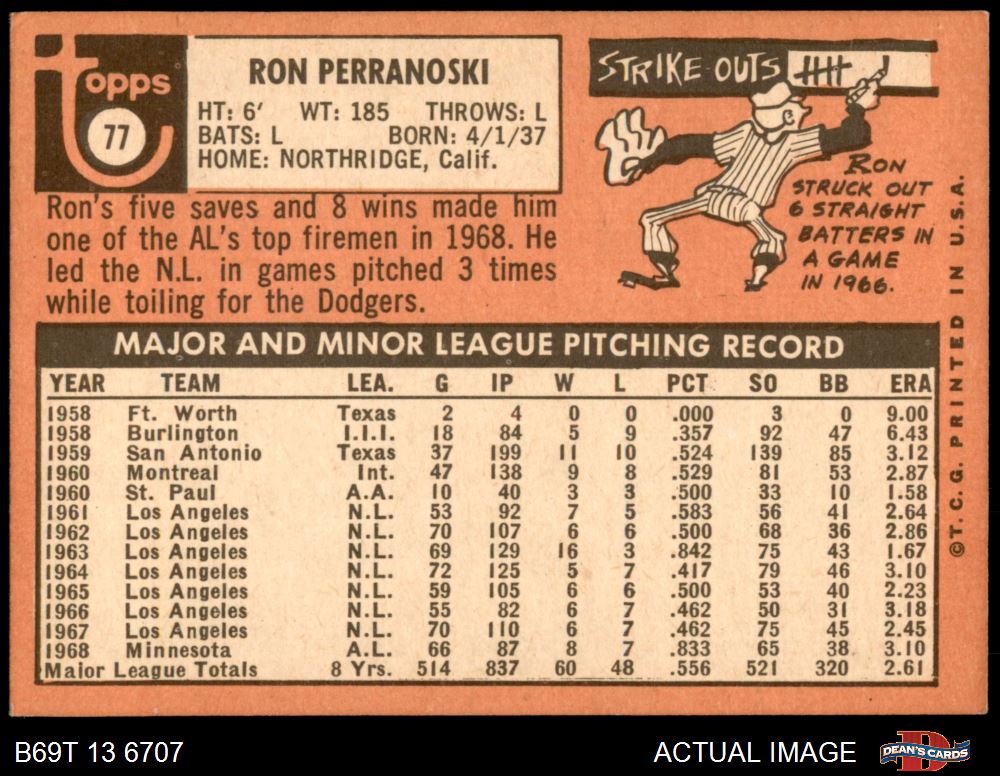 topps
77
RON PERRANOSKI
HT: 6' WT: 185 THROWS: L
BATS: L BORN: 4/1/37
HOME: NORTHRIDGE, Calif.
Ron's five saves and 8 wins made him
one of the AL's top firemen in 1968. He
led the N.L. in games pitched 3 times
while toiling for the Dodgers.
STRIKE-OUTS
RON
STRUCK OUT
6 STRAIGHT
BATTERS IN
A GAME
IN 1966.
MAJOR AND MINOR LEAGUE PITCHING RECORD
YEAR TEAM LEA. G IP W L PCT SO BB ERA
1958 Ft. Worth Texas 2 4 0 0 .000 3 0 9.00
1958 Burlington I.I.I. 18 84 5 9 .357 92 47 6.43
1959 San Antonio Texas 37 199 11 10 .524 139 85 3.12
1960 Montreal Int. 47 138 9 8 .529 81 53 2.87
1960 St. Paul A.A. 10 40 3 3 .500 33 10 1.58
1961 Los Angeles N.L. 53 92 7 5 .583 56 41 2.64
1962 Los Angeles N.L. 70 107 6 6 .500 68 36 2.86
1963 Los Angeles N.L. 69 129 16 3 .842 75 43 1.67
1964 Los Angeles N.L. 72 125 5 7 .417 79 46 3.10
1965 Los Angeles N.L. 59 105 6 6 .500 53 40 2.23
1966 Los Angeles N.L. 55 82 6 7 .462 50 31 3.18
1967 Los Angeles N.L. 70 110 6 7 .462 75 45 2.45
1968 Minnesota A.L. 66 87 8 7 .833 65 38 3.10
Major League Totals 8 Yrs. 514 837 60 48 .556 521 320 2.61
© T. C. G. PRINTED IN U.S.A.
B69T 13 6707
ACTUAL IMAGE
D
DEAN'S CARDS